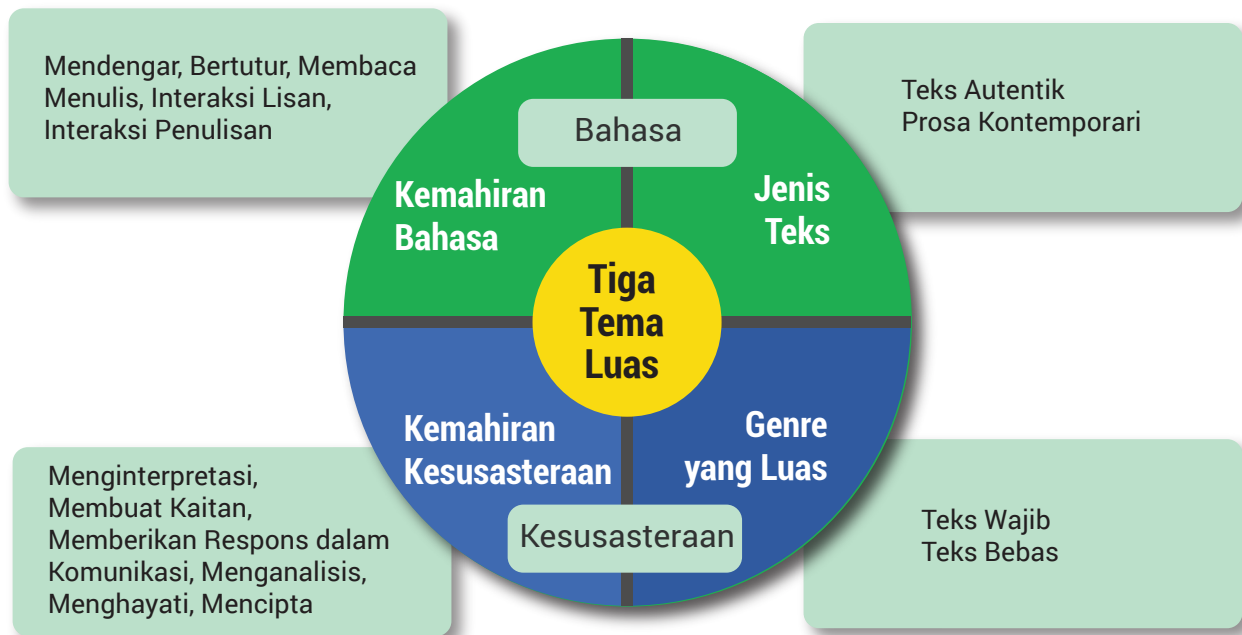 Mendengar, Bertutur, Membaca
Menulis, Interaksi Lisan,
Interaksi Penulisan
Teks Autentik
Prosa Kontemporari
Bahasa
Kemahiran
Bahasa
Jenis
Teks
Tiga
Tema
Luas
Kemahiran
Kesusasteraan
Genre
yang Luas
Kesusasteraan
Menginterpretasi,
Membuat Kaitan,
Memberikan Respons dalam
Komunikasi, Menganalisis,
Menghayati, Mencipta
Teks Wajib
Teks Bebas